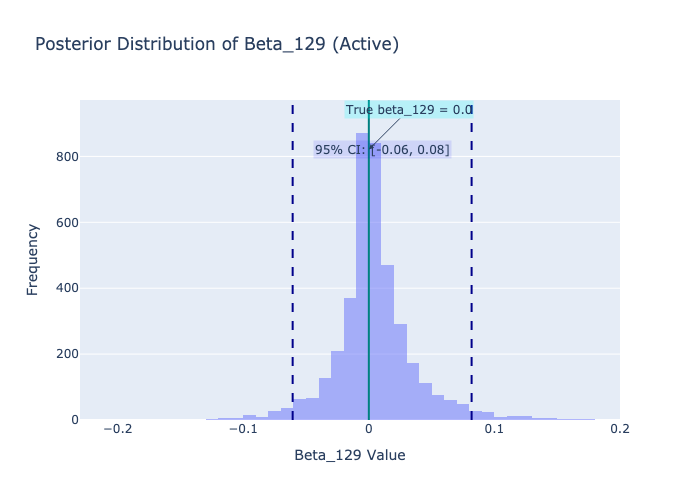 Posterior Distribution of Beta_129 (Active)
True beta_129 = 0.0
95% CI: [-0.06, 0.08]
800
600
400
200
0
Frequency
−0.2
−0.1
0
0.1
0.2
Beta_129 Value